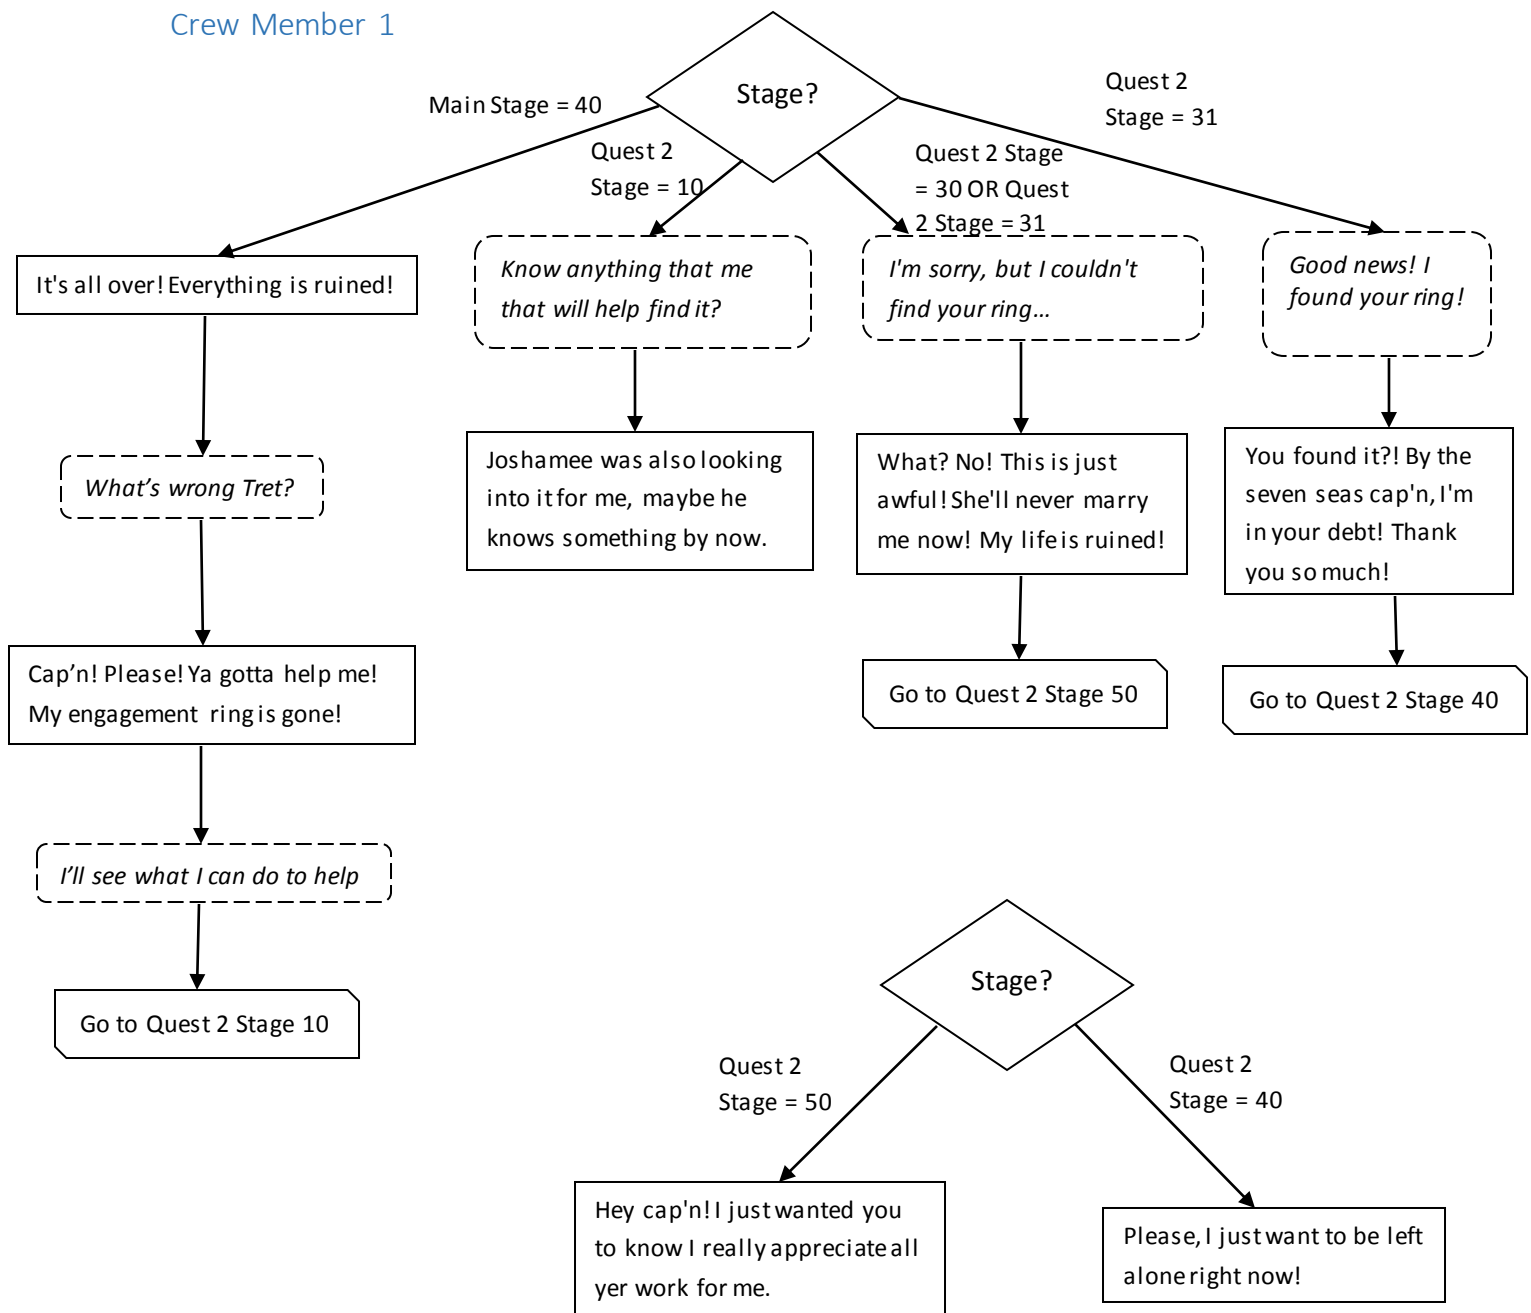 Crew Member 1
Stage?
Main Stage = 40
Quest 2
Stage = 10
Quest 2 Stage
= 30 OR Quest
2 Stage = 31
Quest 2
Stage = 31
It's all over! Everything is ruined!
Know anything that me
that will help find it?
I'm sorry, but I couldn't
find your ring...
Good news! I
found your ring!
What's wrong Tret?
Joshamee was also looking
into it for me, maybe he
knows something by now.
What? No! This is just
awful! She'll never marry
me now! My life is ruined!
You found it?! By the
seven seas cap'n, I'm
in your debt! Thank
you so much!
Cap'n! Please! Ya gotta help me!
My engagement ring is gone!
Go to Quest 2 Stage 50
Go to Quest 2 Stage 40
I'll see what I can do to help
Go to Quest 2 Stage 10
Stage?
Quest 2
Stage = 50
Quest 2
Stage = 40
Hey cap'n! I just wanted you
to know I really appreciate all
yer work for me.
Please, I just want to be left
alone right now!